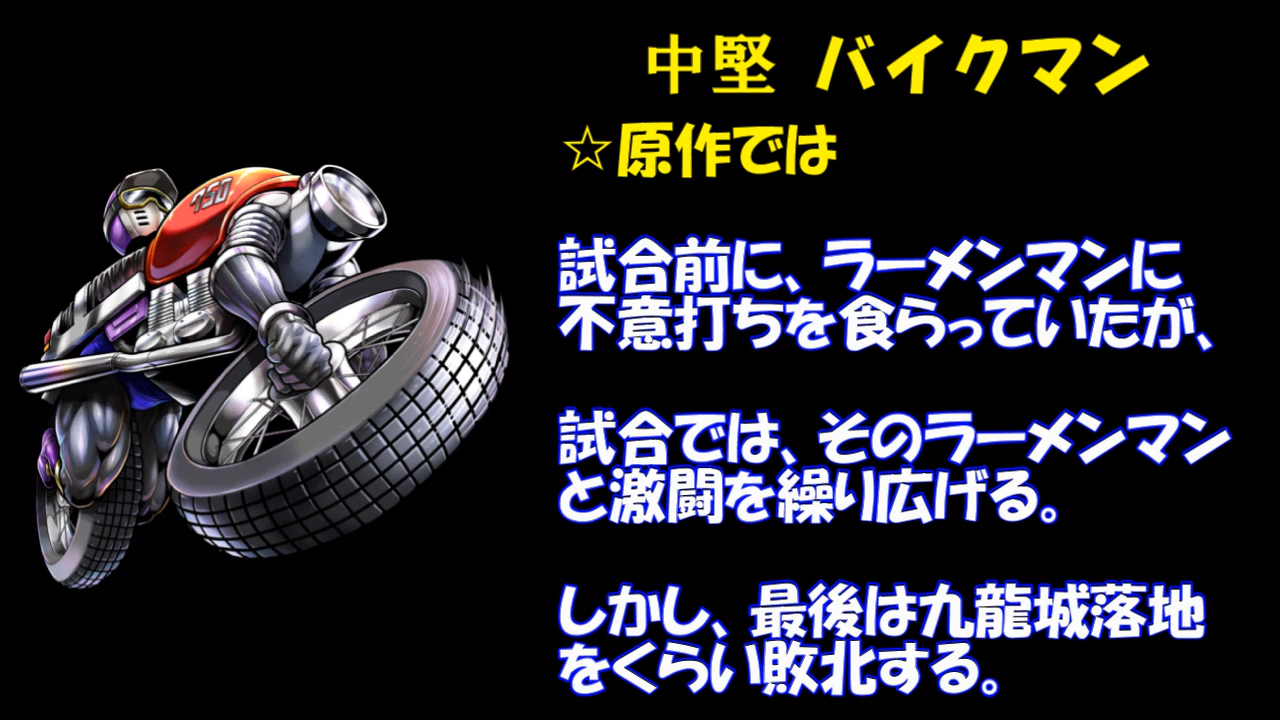 中堅 バイクマン
☆原作では
750
試合前に、ラーメンマンに
不意打ちを食らっていたが、
試合では、そのラーメンマン
と激闘を繰り広げる。
しかし、最後は九龍城落地
をくらい敗北する。